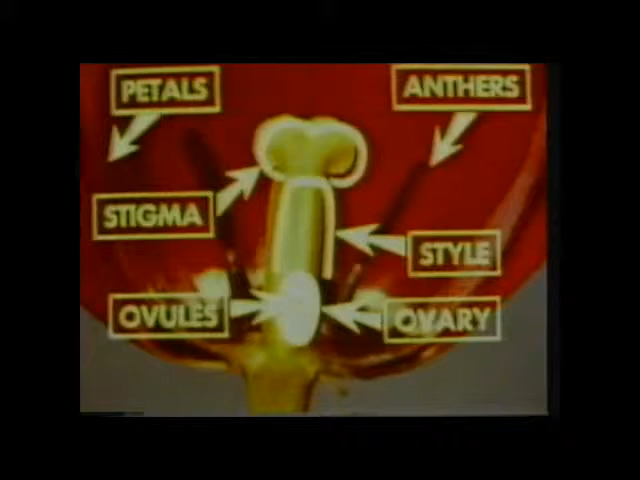 PETALS
ANTHERS
STIGMA
STYLE
OVULES
OVARY